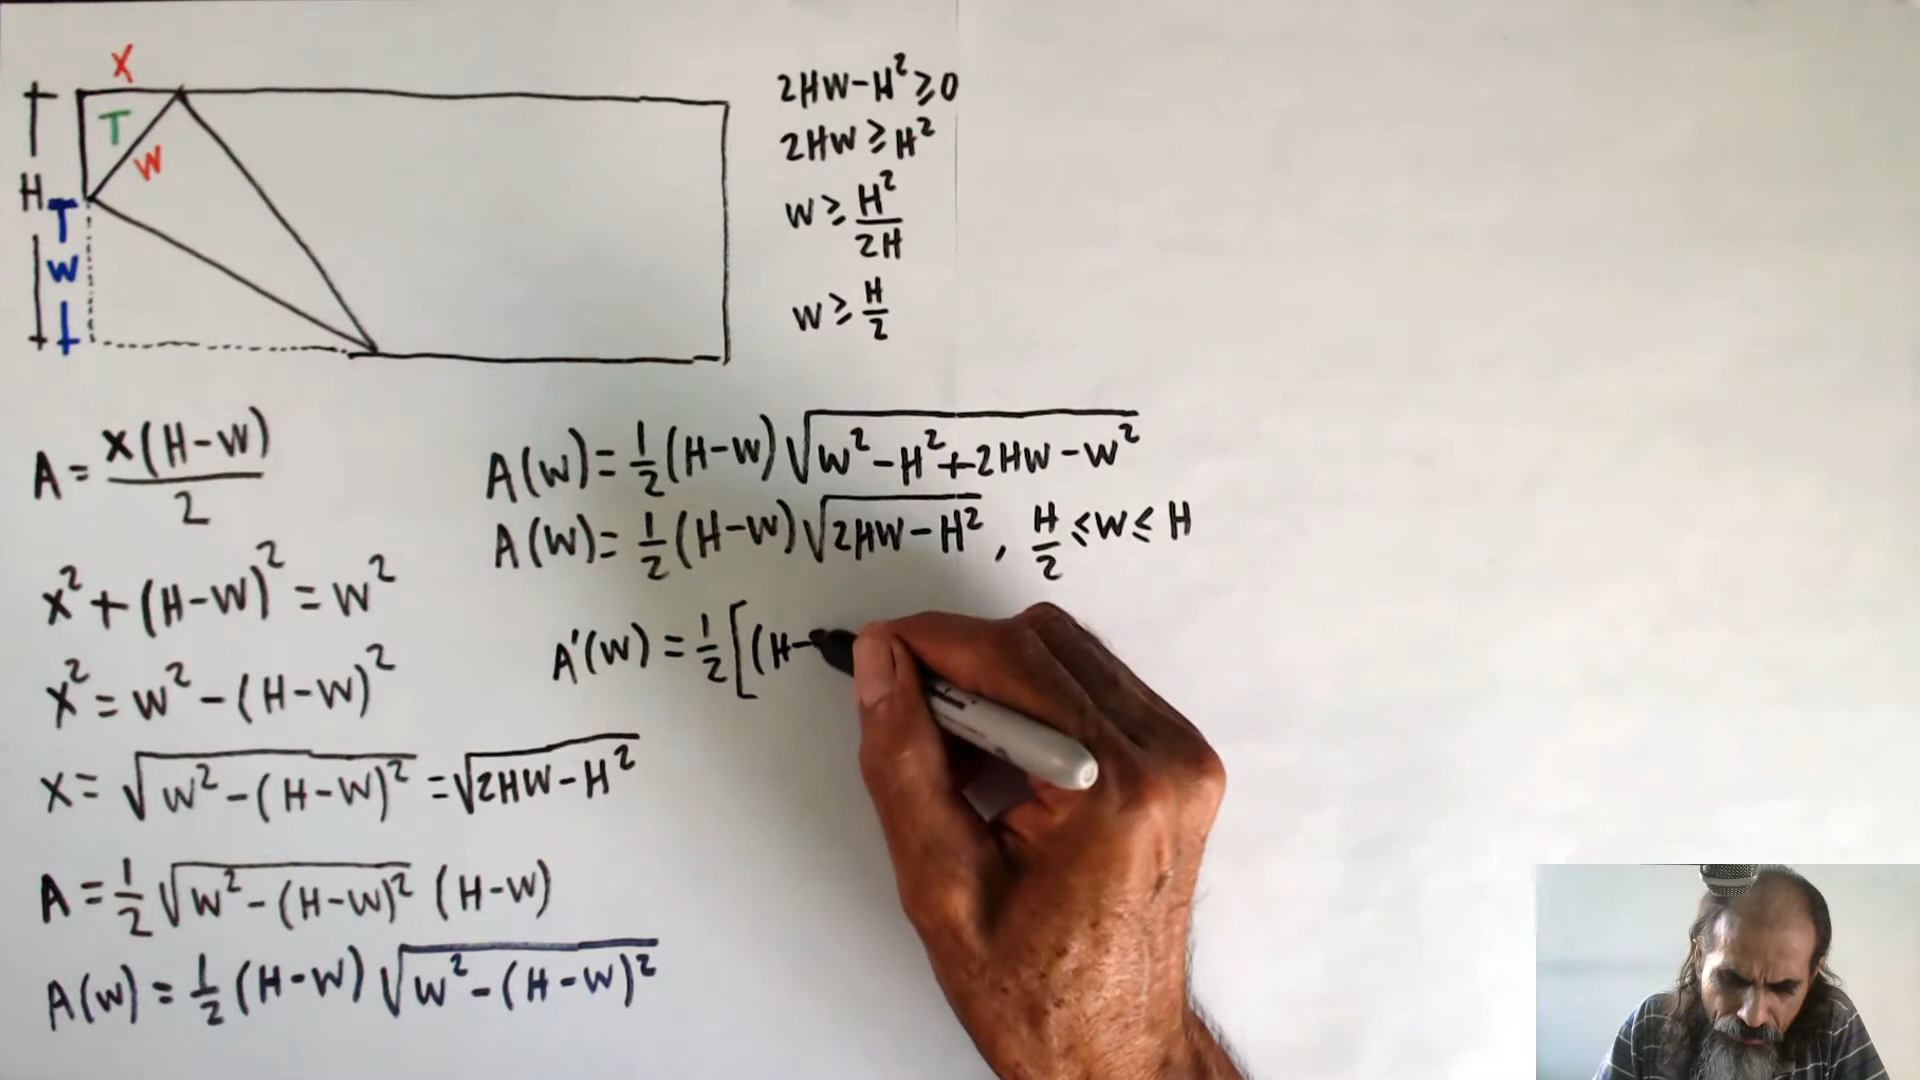 X
T
W
H
W
2HW-H²≥0
2HW≥H²
W≥H²/2H
W≥H/2
A=x(H-W)/2
x²+(H-W)²=W²
x²=W²-(H-W)²
x=√(W²-(H-W)²)=√(2HW-H²)
A=1/2√(W²-(H-W)²)(H-W)
A(W)=1/2(H-W)√(W²-(H-W)²)
A(W)=1/2(H-W)√(W²-H²+2HW-W²)
A(W)=1/2(H-W)√(2HW-H²), H/2≤W≤H
A'(W)=1/2[(H-